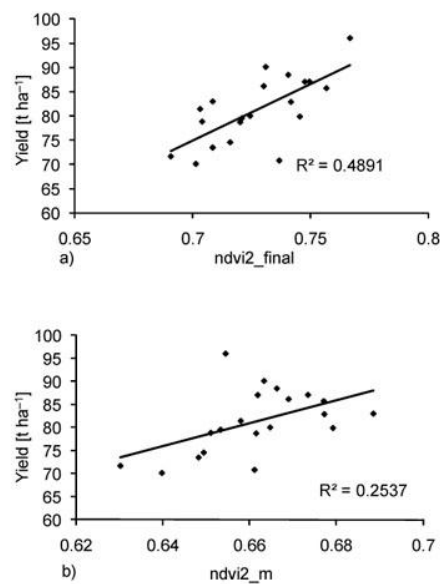 100
95
90
85
80
75
70
65
60
Yield [t ha⁻¹]
R² = 0.4891
0.65 0.7 0.75 0.8
a) ndvi2_final
100
95
90
85
80
75
70
65
60
Yield [t ha⁻¹]
R² = 0.2537
0.62 0.64 0.66 0.68 0.7
b) ndvi2_m